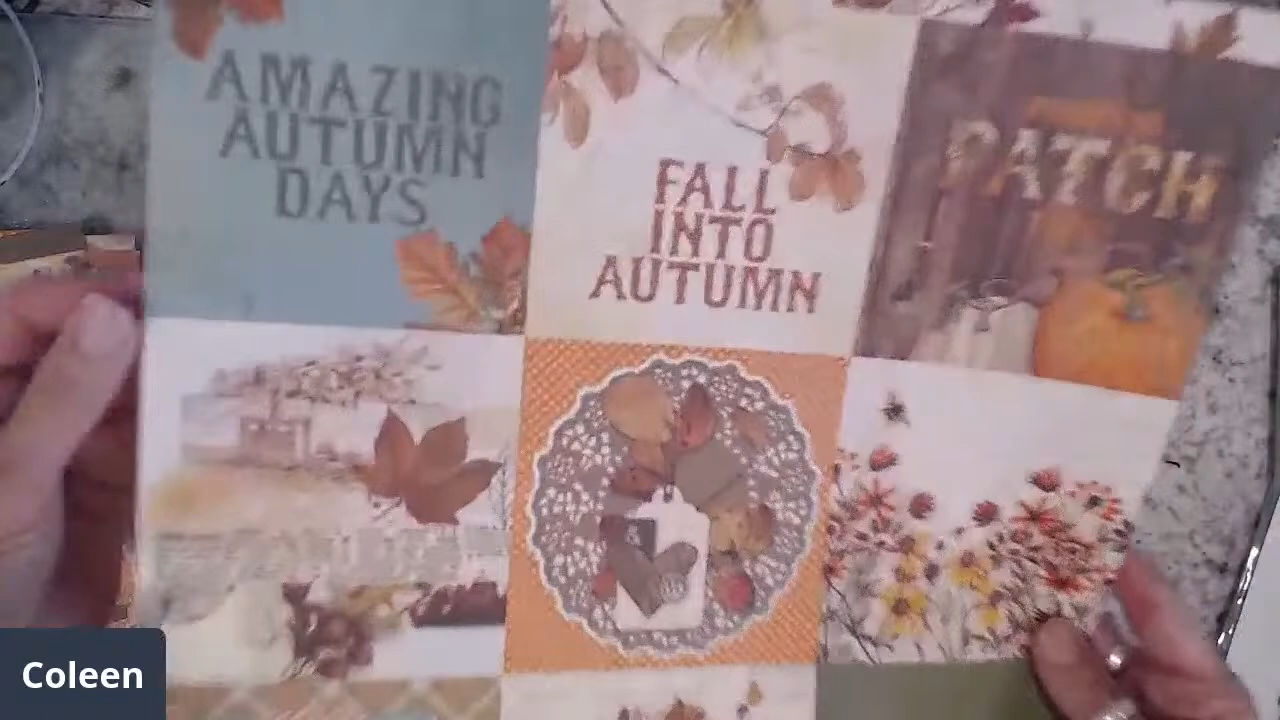 AMAZING
AUTUMN
DAYS
FALL
INTO
AUTUMN
PATCH
&
Coleen